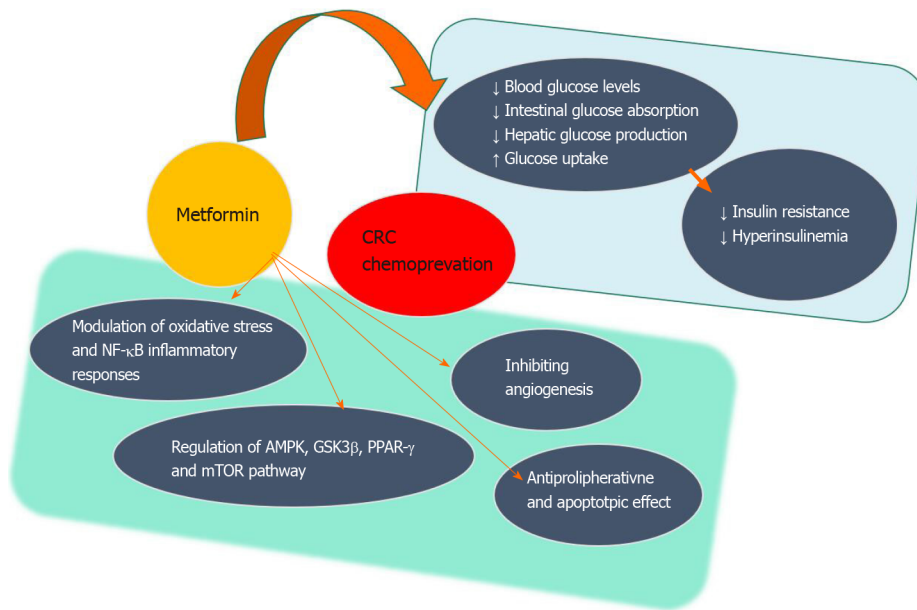 ↓ Blood glucose levels
↓ Intestinal glucose absorption
↓ Hepatic glucose production
↑ Glucose uptake
↓ Insulin resistance
↓ Hyperinsulinemia
Metformin
CRC
chemoprevation
Modulation of oxidative stress
and NF-κB inflammatory
responses
Inhibiting
angiogenesis
Regulation of AMPK, GSK3β, PPAR-γ
and mTOR pathway
Antiprolipherativne
and apoptotpic effect